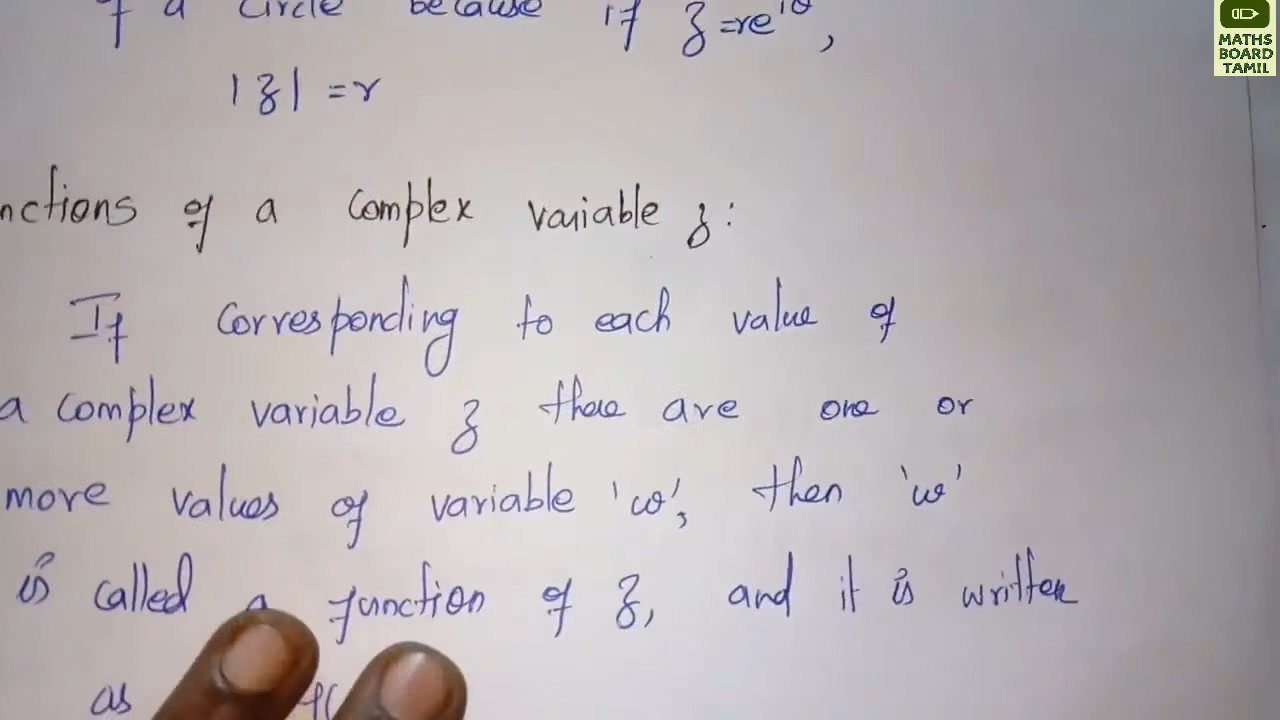 of a Circle because if z=re^iθ,
|z| =r
nctions of a Complex variable z:
If Corresponding to each value of
a Complex variable z there are one or
more values of variable 'w', then 'w'
is called a function of z, and it is written
as f(
MATHS
BOARD
TAMIL